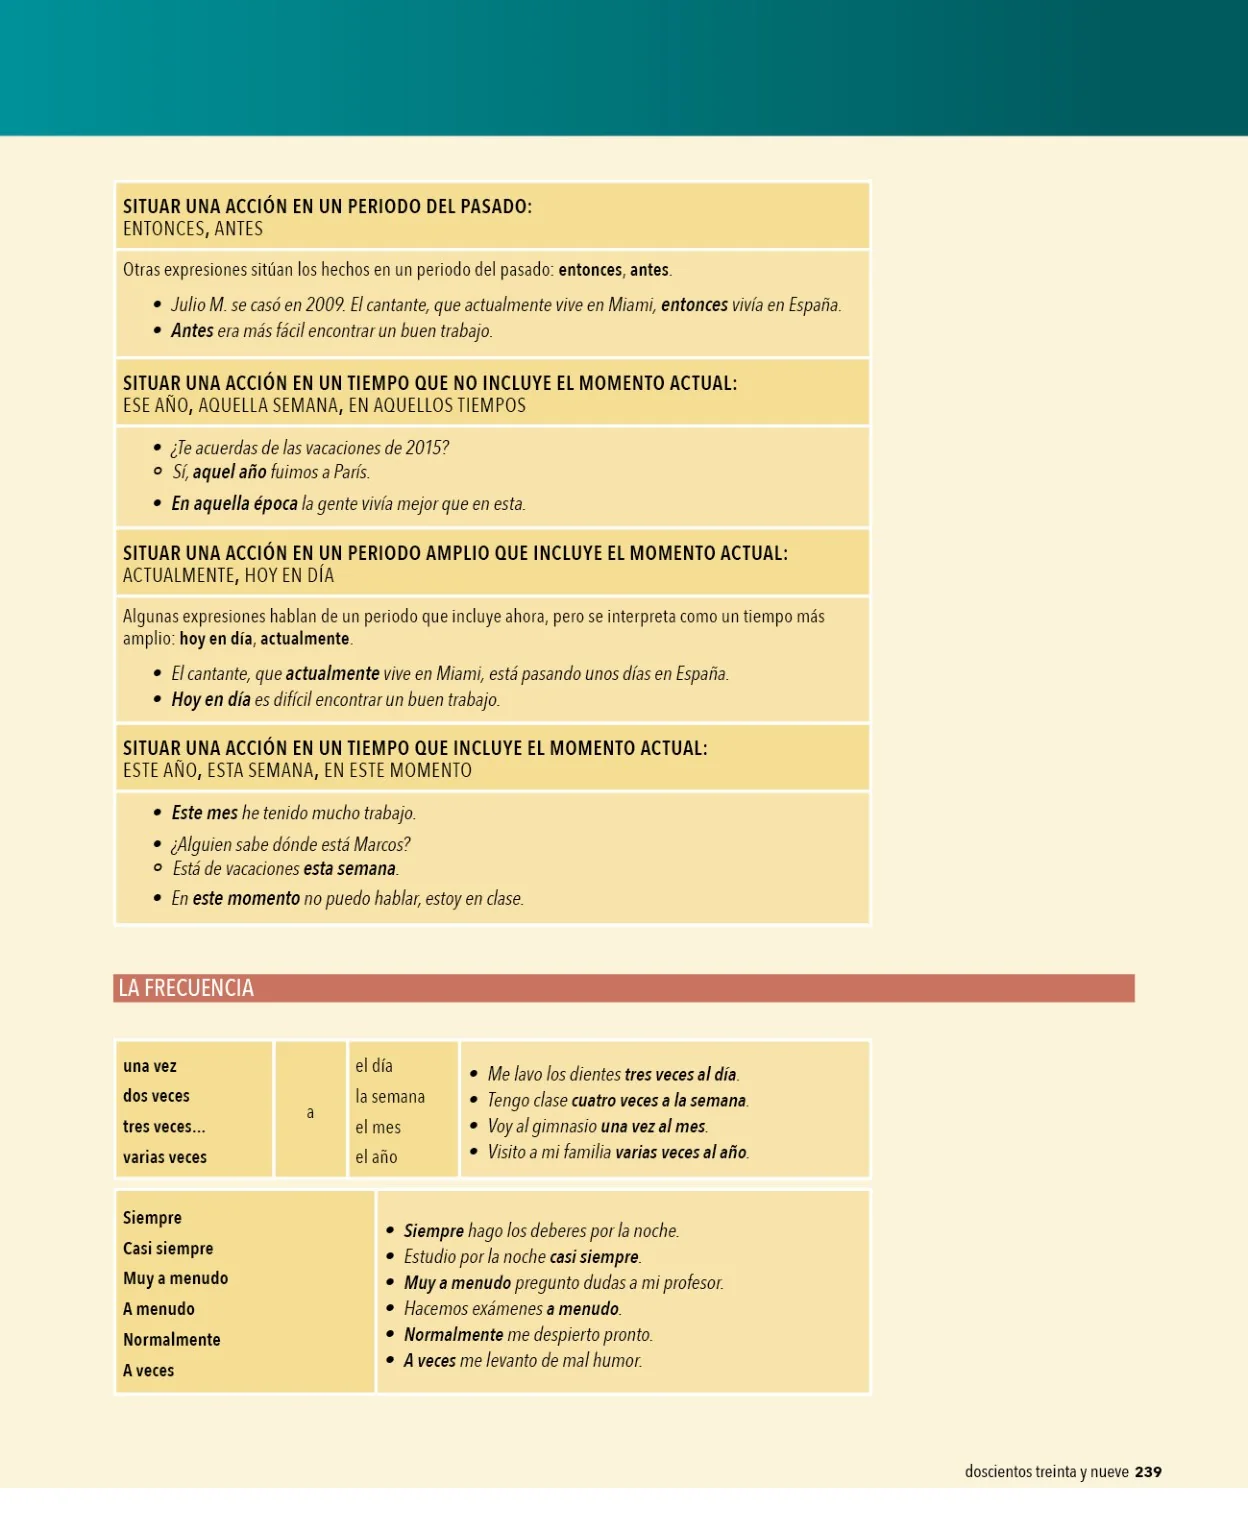 SITUAR UNA ACCIÓN EN UN PERIODO DEL PASADO:
ENTONCES, ANTES
Otras expresiones sitúan los hechos en un periodo del pasado: entonces, antes.
• Julio M. se casó en 2009. El cantante, que actualmente vive en Miami, entonces vivía en España.
• Antes era más fácil encontrar un buen trabajo.
SITUAR UNA ACCIÓN EN UN TIEMPO QUE NO INCLUYE EL MOMENTO ACTUAL:
ESE AÑO, AQUELLA SEMANA, EN AQUELLOS TIEMPOS
• ¿Te acuerdas de las vacaciones de 2015?
○ Sí, aquel año fuimos a París.
• En aquella época la gente vivía mejor que en esta.
SITUAR UNA ACCIÓN EN UN PERIODO AMPLIO QUE INCLUYE EL MOMENTO ACTUAL:
ACTUALMENTE, HOY EN DÍA
Algunas expresiones hablan de un periodo que incluye ahora, pero se interpreta como un tiempo más
amplio: hoy en día, actualmente.
• El cantante, que actualmente vive en Miami, está pasando unos días en España.
• Hoy en día es difícil encontrar un buen trabajo.
SITUAR UNA ACCIÓN EN UN TIEMPO QUE INCLUYE EL MOMENTO ACTUAL:
ESTE AÑO, ESTA SEMANA, EN ESTE MOMENTO
• Este mes he tenido mucho trabajo.
• ¿Alguien sabe dónde está Marcos?
○ Está de vacaciones esta semana.
• En este momento no puedo hablar, estoy en clase.
LA FRECUENCIA
una vez
dos veces
tres veces...
varias veces
a
el día
la semana
el mes
el año
• Me lavo los dientes tres veces al día.
• Tengo clase cuatro veces a la semana.
• Voy al gimnasio una vez al mes.
• Visito a mi familia varias veces al año.
Siempre
Casi siempre
Muy a menudo
A menudo
Normalmente
A veces
• Siempre hago los deberes por la noche.
• Estudio por la noche casi siempre.
• Muy a menudo pregunto dudas a mi profesor.
• Hacemos exámenes a menudo.
• Normalmente me despierto pronto.
• A veces me levanto de mal humor.
doscientos treinta y nueve 239